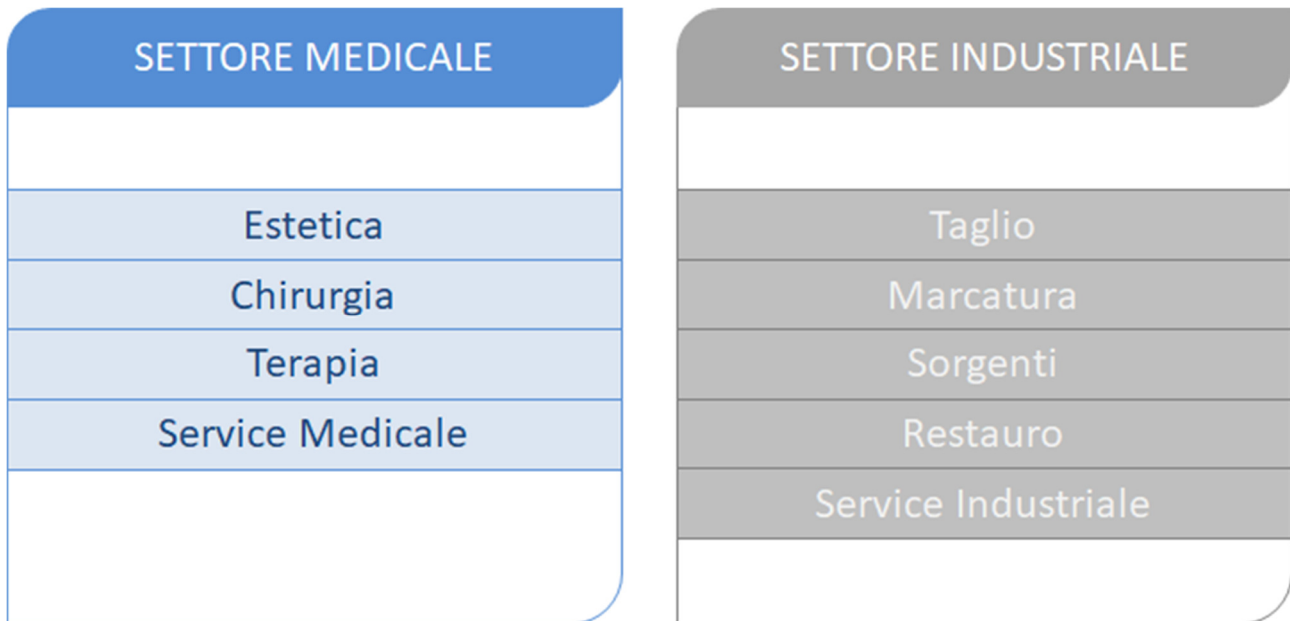 SETTORE MEDICALE
Estetica
Chirurgia
Terapia
Service Medicale
SETTORE INDUSTRIALE
Taglio
Marcatura
Sorgenti
Restauro
Service Industriale